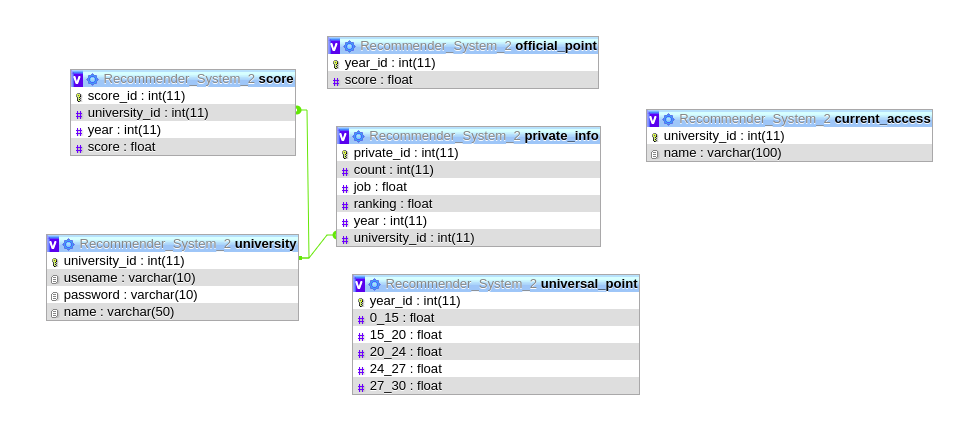 Recommender_System_2 official_point
year_id : int(11)
score : float
Recommender_System_2 score
score_id : int(11)
university_id : int(11)
year : int(11)
score : float
Recommender_System_2 private_info
private_id : int(11)
count : int(11)
job : float
ranking : float
year : int(11)
university_id : int(11)
Recommender_System_2 current_access
university_id : int(11)
name : varchar(100)
Recommender_System_2 university
university_id : int(11)
usename : varchar(10)
password : varchar(10)
name : varchar(50)
Recommender_System_2 universal_point
year_id : int(11)
0_15 : float
15_20 : float
20_24 : float
24_27 : float
27_30 : float